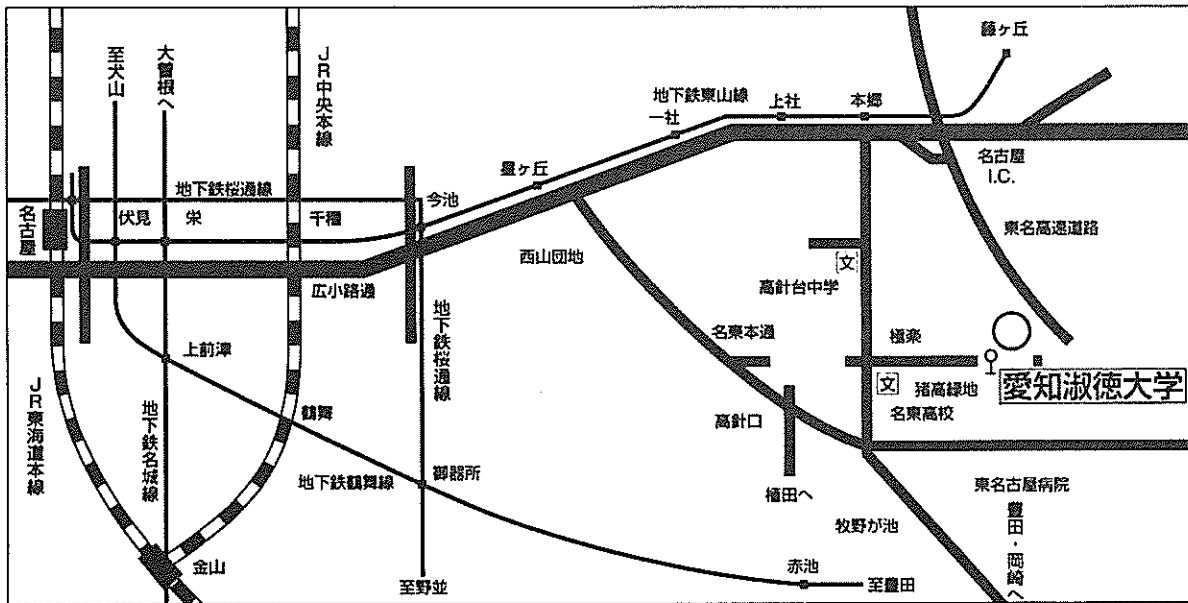 藤ヶ丘
至犬山
大曽根へ
JR中央本線
地下鉄東山線
上社
本郷
一社
星ヶ丘
名古屋
I.C.
地下鉄桜通線
今池
名古屋
伏見
栄
千種
東名高速道路
西山団地
文
高針台中学
広小路通
地下鉄桜通線
名東本通
極楽
上前津
JR東海道本線
地下鉄名城線
文
猪高緑地
愛知淑徳大学
名東高校
鶴舞
高針口
御器所
地下鉄鶴舞線
植田へ
東名古屋病院
牧野が池
豊田・岡崎へ
金山
赤池
至野並
至豊田